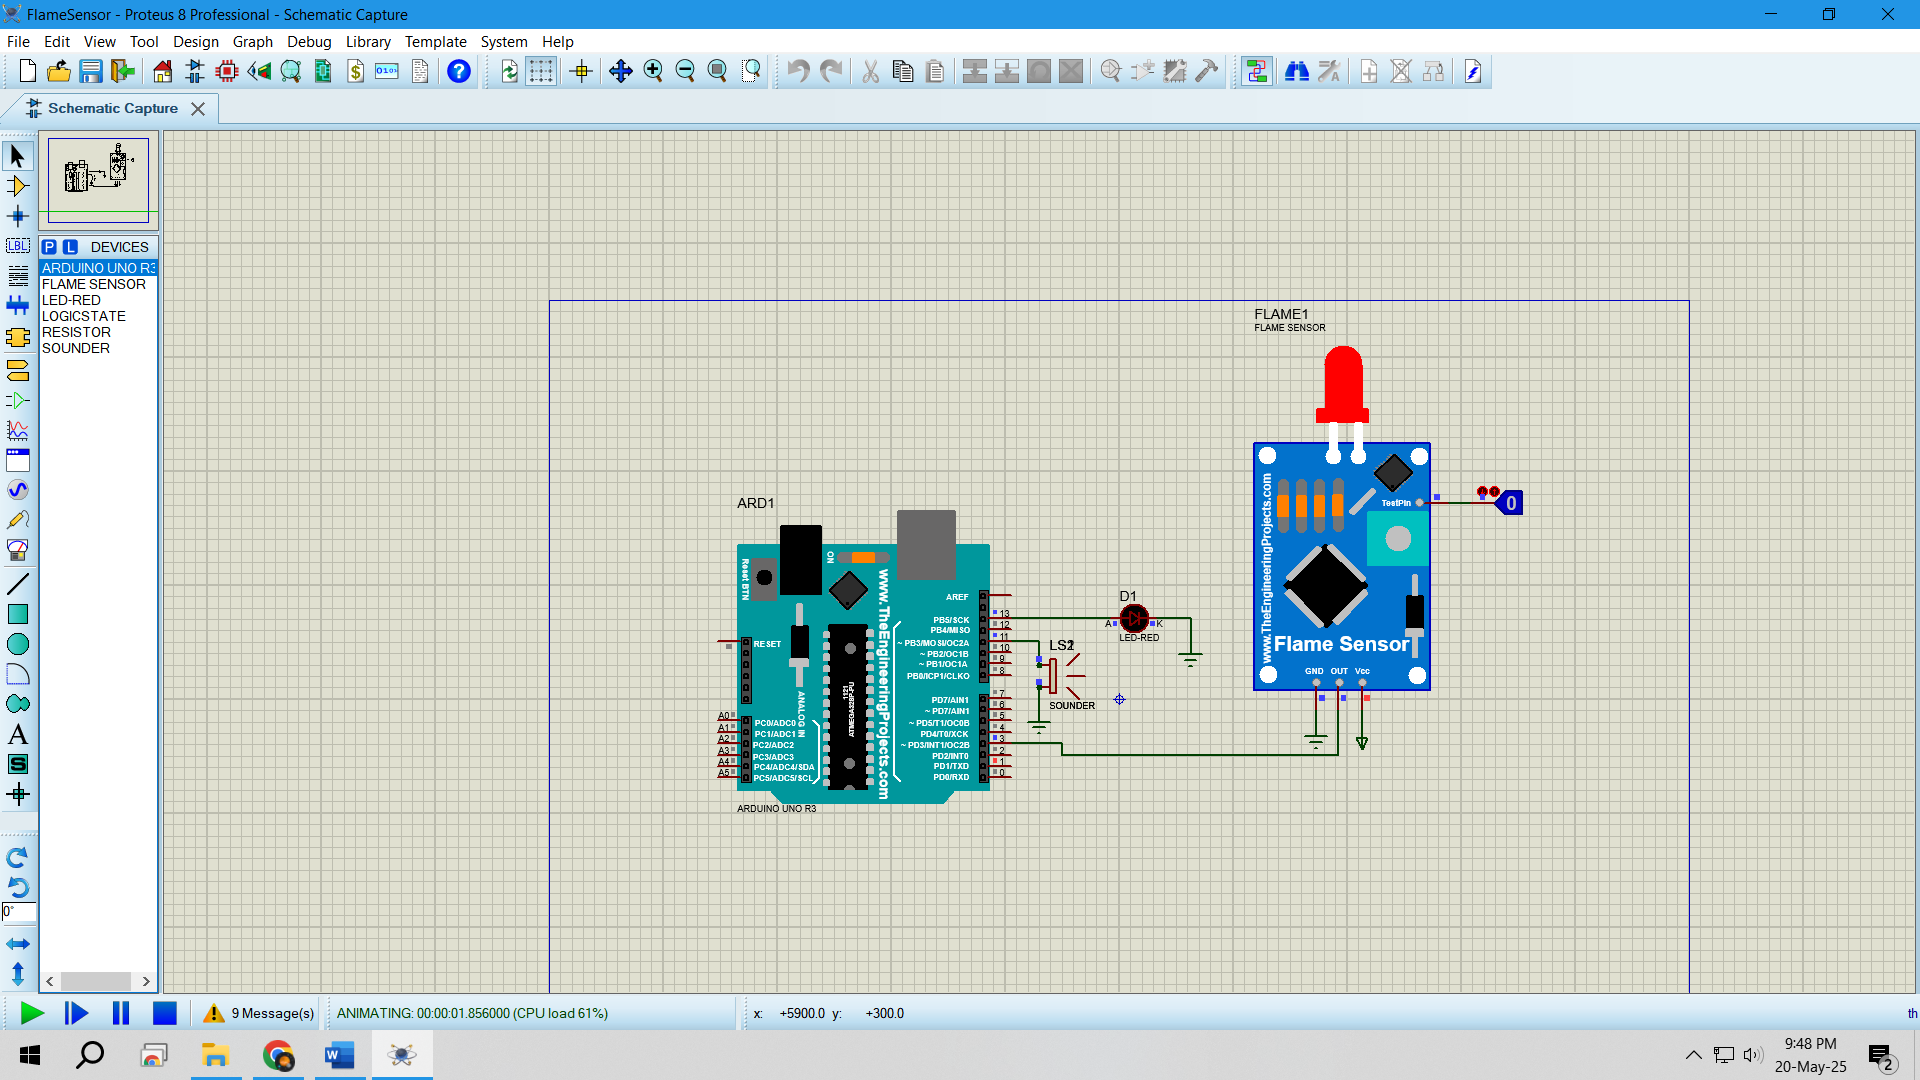 FlameSensor - Proteus 8 Professional - Schematic Capture
File Edit View Tool Design Graph Debug Library Template System Help
Schematic Capture
P L DEVICES
ARDUINO UNO R3
FLAME SENSOR
LED-RED
LOGICSTATE
RESISTOR
SOUNDER
LBL
A
S
0°
FLAME1
FLAME SENSOR
www.TheEngineeringProjects.com
TestPin
0
Flame Sensor
GND OUT Vcc
ARD1
Reset BTN
ON
www.TheEngineeringProjects.com
AREF
PB5/SCK 13
PB4/MISO 12
~ PB3/MOSI/OC2A 11
~ PB2/OC1B 10
~ PB1/OC1A 9
PB0/ICP1/CLKO 8
RESET
PD7/AIN1 7
~ PD7/AIN1 6
~ PD5/T1/OC0B 5
PD4/T0/XCK 4
~ PD3/INT1/OC2B 3
PD2/INT0 2
PD1/TXD 1
PD0/RXD 0
ANALOG IN
1121
ATMEGA328P-PU
A0 PC0/ADC0
A1 PC1/ADC1
A2 PC2/ADC2
A3 PC3/ADC3
A4 PC4/ADC4/SDA
A5 PC5/ADC5/SCL
ARDUINO UNO R3
D1
A K
LED-RED
SOUNDER
9 Message(s)
ANIMATING: 00:00:01.856000 (CPU load 61%)
x: +5900.0 y: +300.0
th
9:48 PM
20-May-25
2